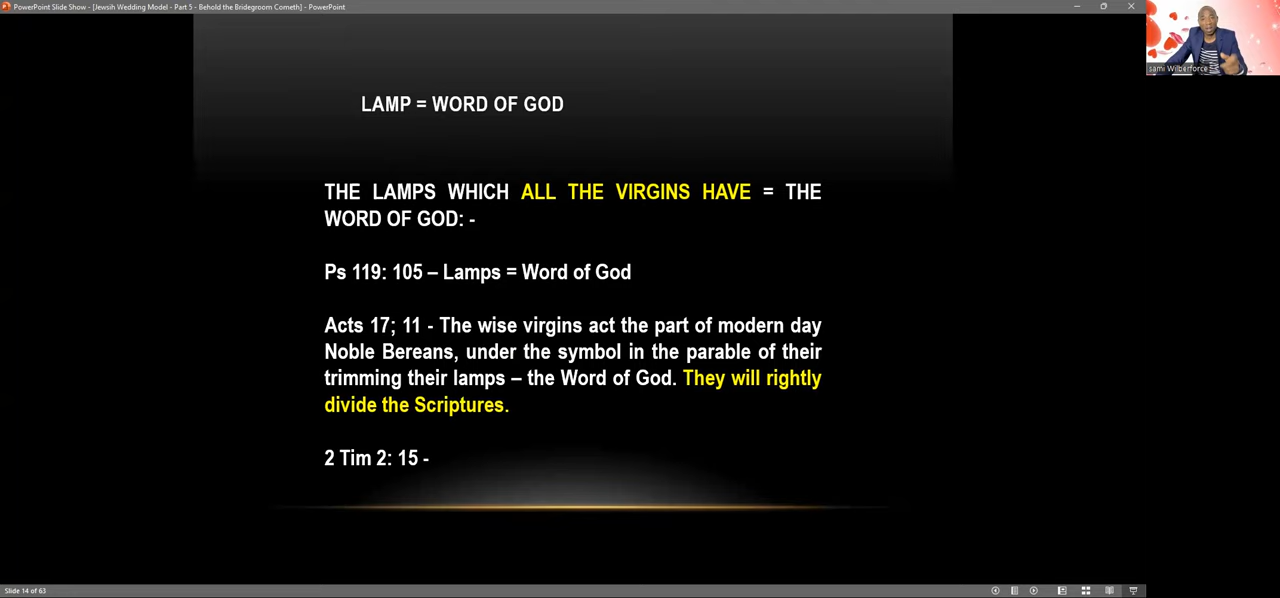 PowerPoint Slide Show - [Jewsih Wedding Model - Part 5 - Behold the Bridegroom Cometh] - PowerPoint
sami Wilberforce
LAMP = WORD OF GOD
THE LAMPS WHICH ALL THE VIRGINS HAVE = THE
WORD OF GOD: -
Ps 119: 105 – Lamps = Word of God
Acts 17; 11 - The wise virgins act the part of modern day
Noble Bereans, under the symbol in the parable of their
trimming their lamps – the Word of God. They will rightly
divide the Scriptures.
2 Tim 2: 15 -
Slide 14 of 63